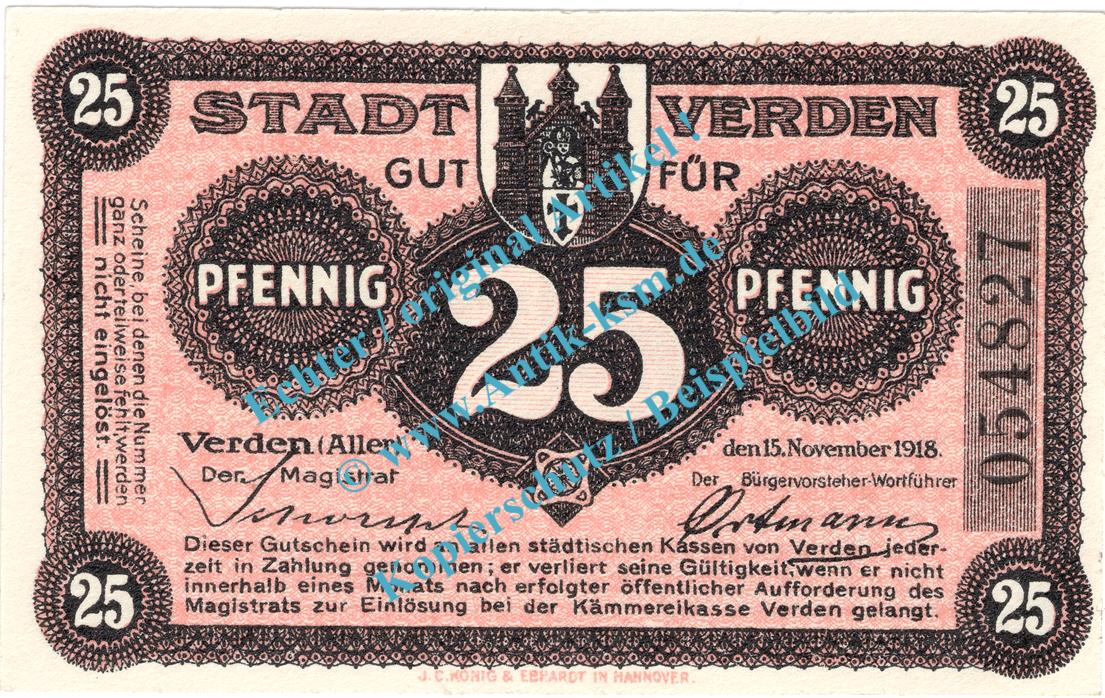 25
25
STADT VERDEN
GUT FÜR
PFENNIG
25
PFENNIG
Scheine, bei denen die Nummer
ganz oder teilweise fehlt, werden
nicht eingelöst.
054827
Verden (Aller)
den 15. November 1918.
Der Magistrat
Der Bürgervorsteher-Wortführer
Ortmann
Dieser Gutschein wird an allen städtischen Kassen von Verden jeder-
zeit in Zahlung genommen; er verliert seine Gültigkeit, wenn er nicht
innerhalb eines Monats nach erfolgter öffentlicher Aufforderung des
Magistrats zur Einlösung bei der Kämmereikasse Verden gelangt.
25
25
J. C. KÖNIG & EBHARDT IN HANNOVER.
Echter / original Artikel !
© www.Antik-ksm.de
Kopierschutz / Beispielbild